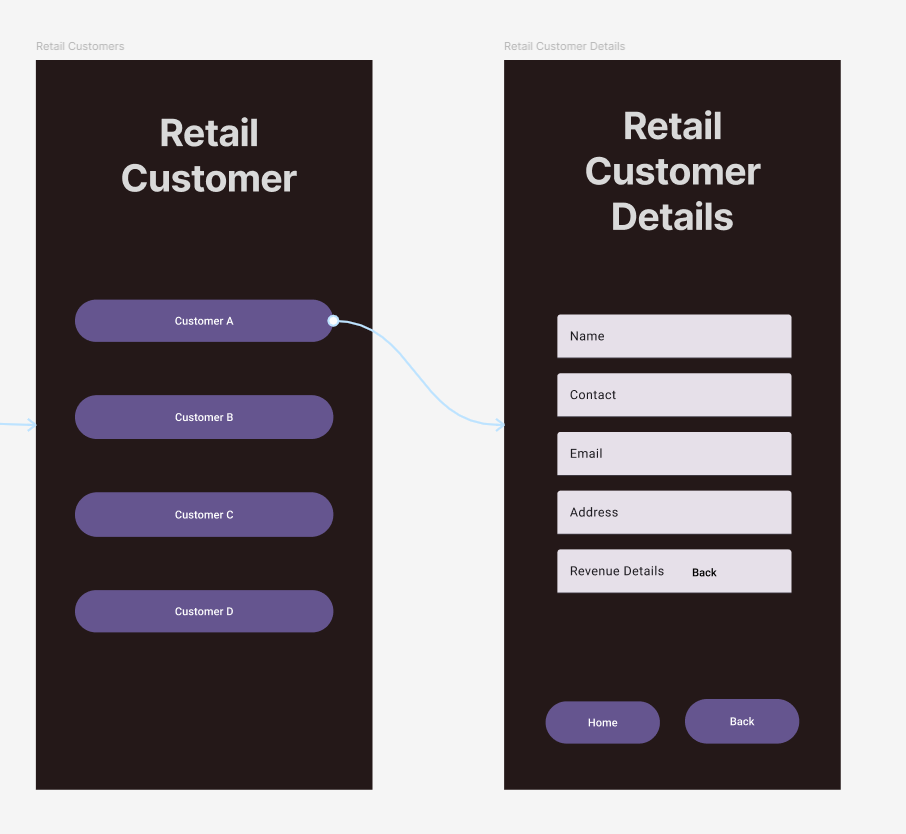 Retail Customers
Retail
Customer
Customer A
Customer B
Customer C
Customer D
Retail Customer Details
Retail
Customer
Details
Name
Contact
Email
Address
Revenue Details Back
Home Back